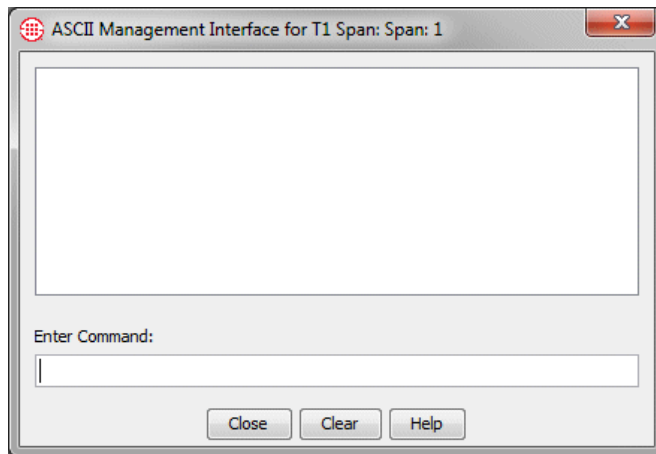 ASCII Management Interface for T1 Span: Span: 1
Enter Command:
Close Clear Help